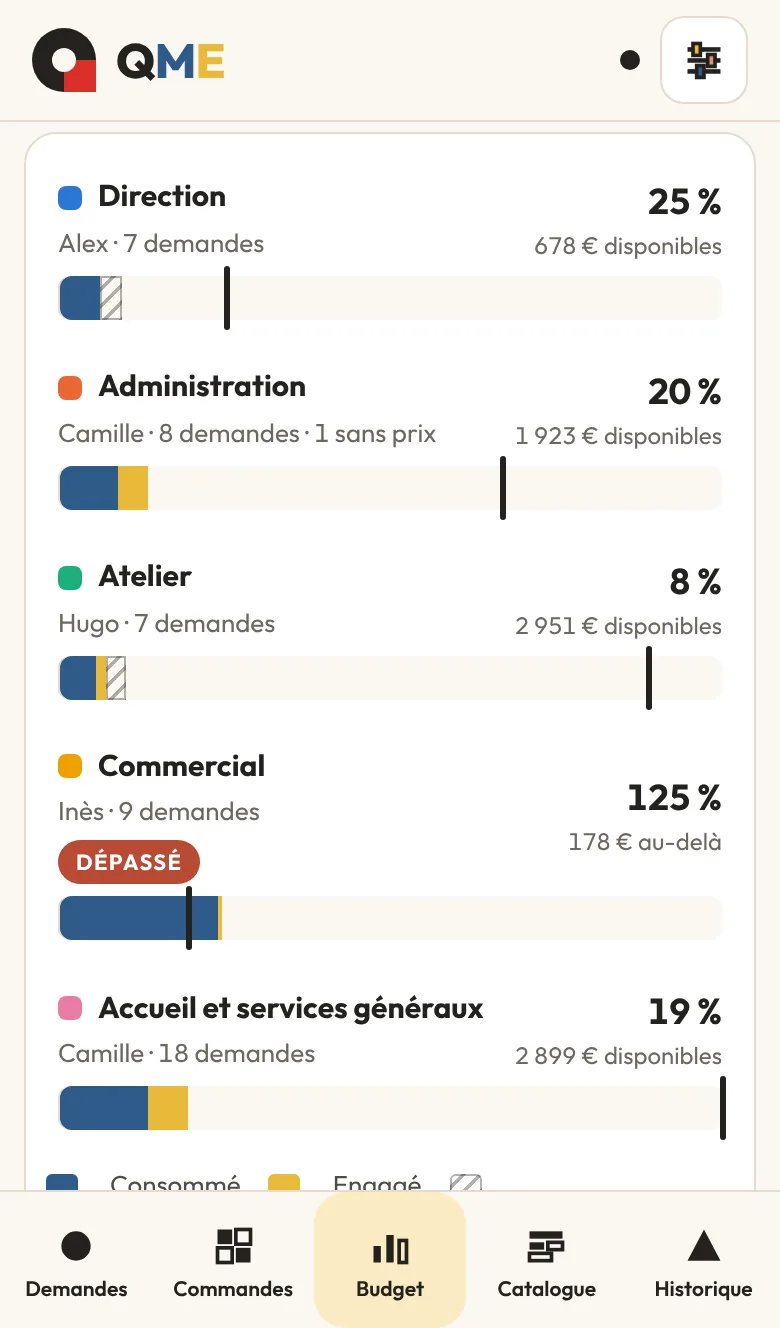 QME
Direction
25 %
Alex · 7 demandes
678 € disponibles
Administration
20 %
Camille · 8 demandes · 1 sans prix
1 923 € disponibles
Atelier
8 %
Hugo · 7 demandes
2 951 € disponibles
Commercial
125 %
Inès · 9 demandes
178 € au-delà
DÉPASSÉ
Accueil et services généraux
19 %
Camille · 18 demandes
2 899 € disponibles
Consommé
Engagé
Demandes
Commandes
Budget
Catalogue
Historique